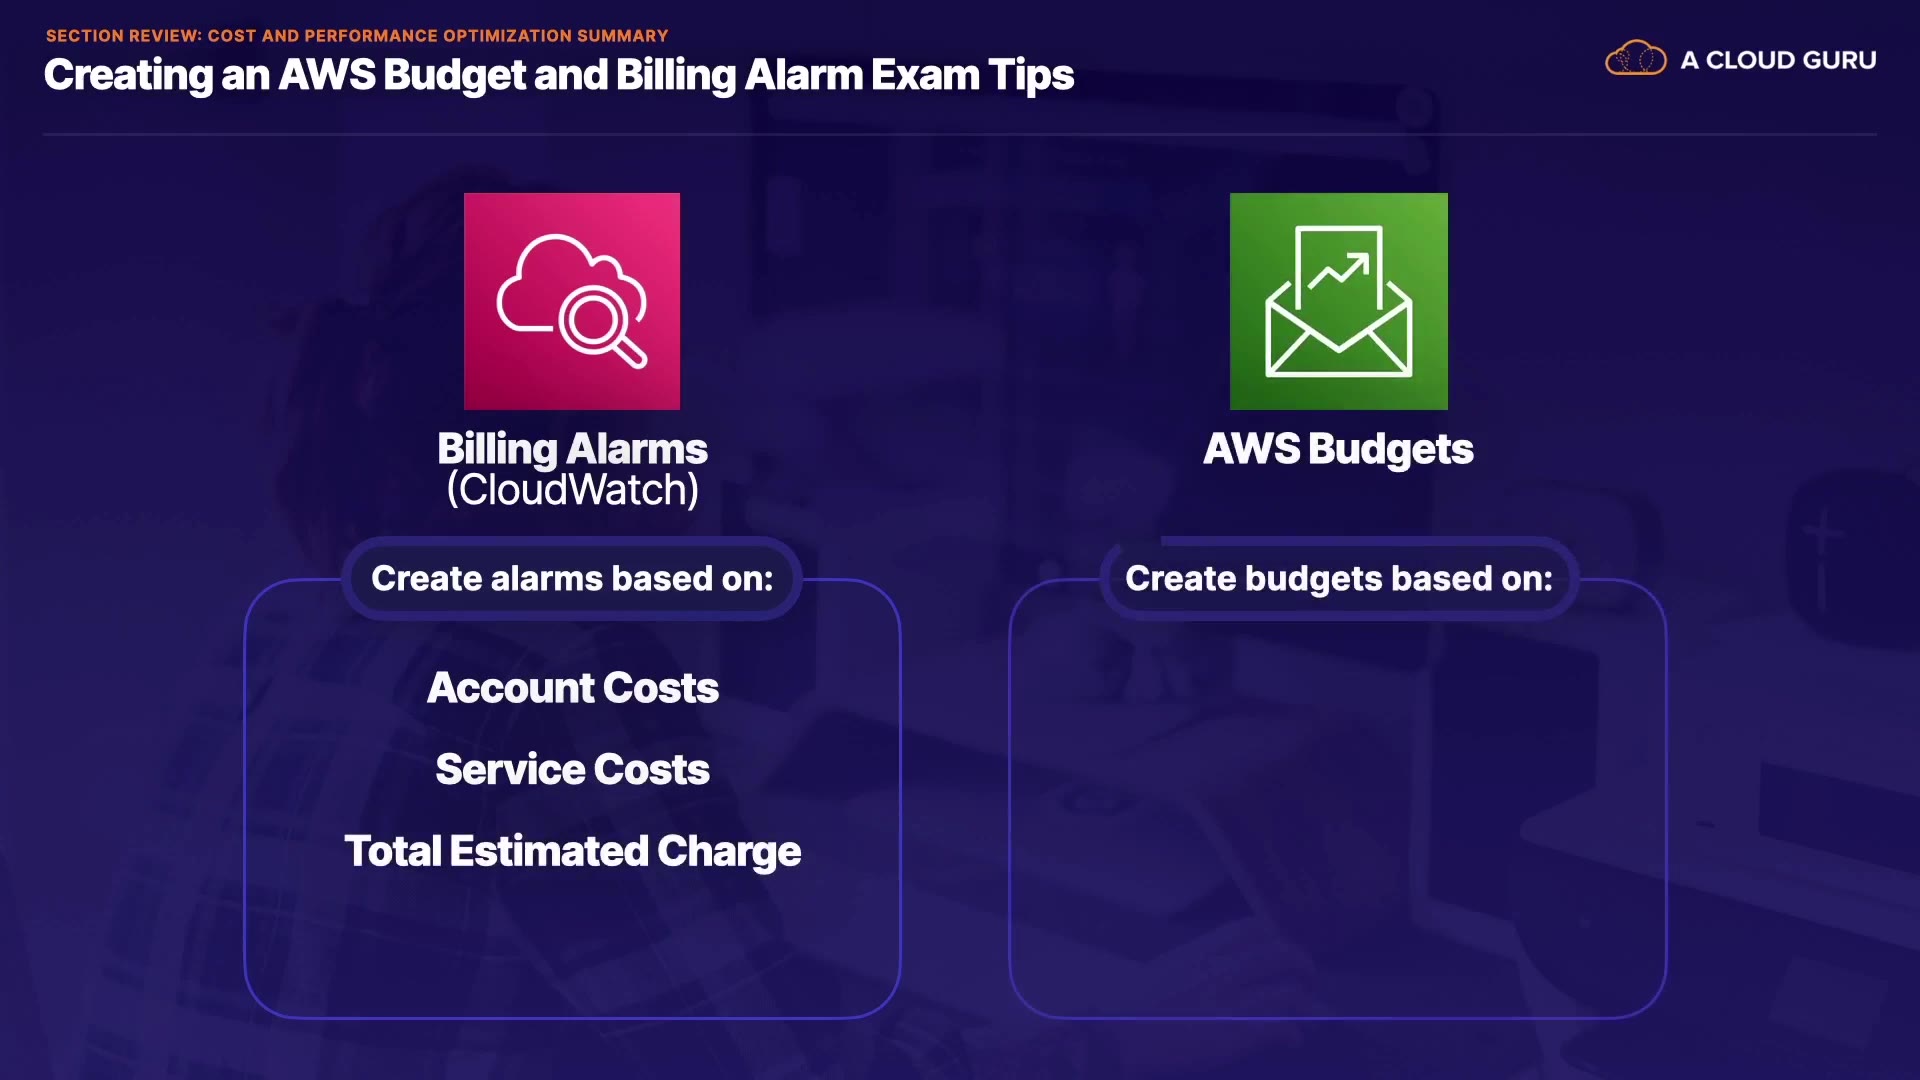 SECTION REVIEW: COST AND PERFORMANCE OPTIMIZATION SUMMARY
Creating an AWS Budget and Billing Alarm Exam Tips
A CLOUD GURU
Billing Alarms
(CloudWatch)
Create alarms based on:
Account Costs
Service Costs
Total Estimated Charge
AWS Budgets
Create budgets based on: